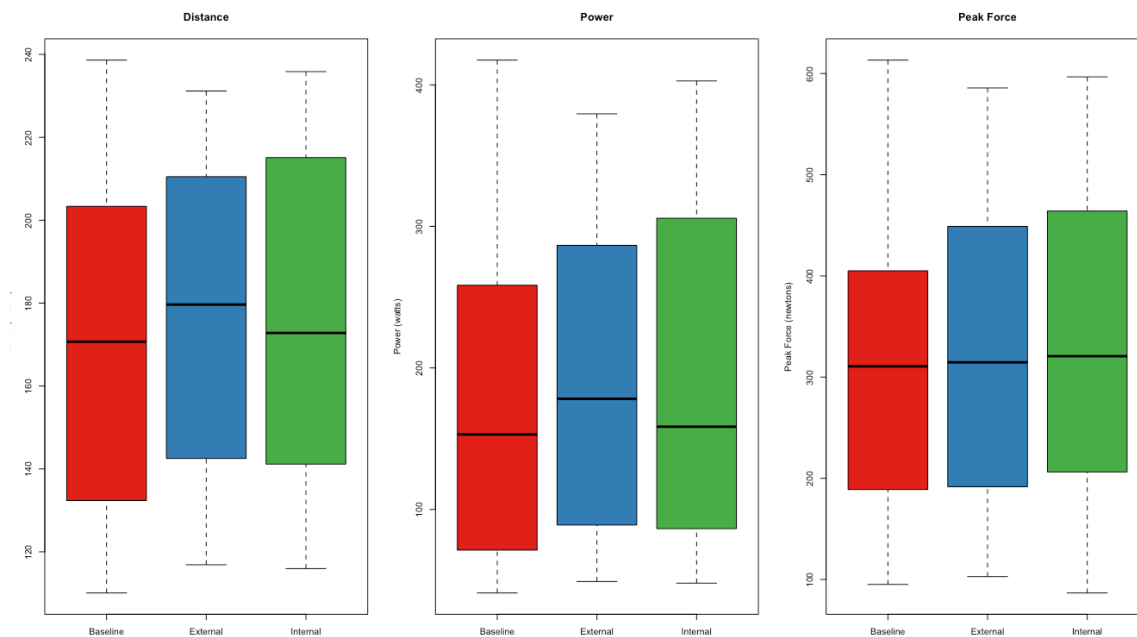 Distance
240
220
200
180
160
140
120
Baseline
External
Internal
Power
Power (watts)
400
300
200
100
Baseline
External
Internal
Peak Force
Peak Force (newtons)
600
500
400
300
200
100
Baseline
External
Internal